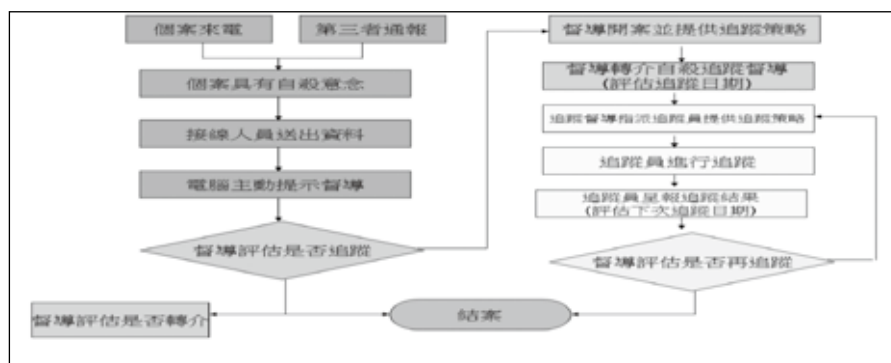 個案來電
第三者通報
個案具有自殺意念
接線人員送出資料
電腦主動提示督導
督導評估是否追蹤
督導評估是否轉介
結案
督導開案並提供追蹤策略
督導轉介自殺追蹤督導
(評估追蹤日期)
追蹤督導指派追蹤員提供追蹤策略
追蹤員進行追蹤
追蹤員呈報追蹤結果
(評估下次追蹤日期)
督導評估是否再追蹤